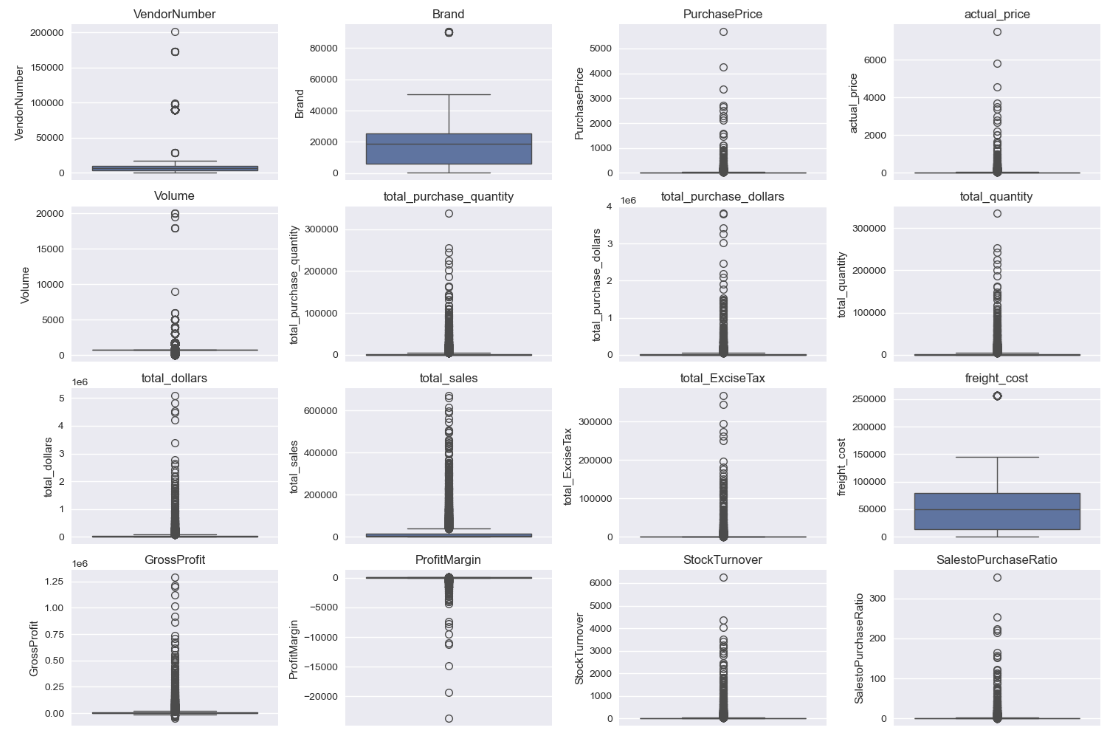 VendorNumber
VendorNumber
200000
150000
100000
50000
0
Brand
Brand
80000
60000
40000
20000
0
PurchasePrice
PurchasePrice
5000
4000
3000
2000
1000
0
actual_price
actual_price
6000
4000
2000
0
Volume
Volume
20000
15000
10000
5000
0
total_purchase_quantity
total_purchase_quantity
300000
200000
100000
0
total_purchase_dollars
1e6
total_purchase_dollars
4
3
2
1
0
total_quantity
total_quantity
300000
200000
100000
0
total_dollars
1e6
total_dollars
5
4
3
2
1
0
total_sales
total_sales
600000
400000
200000
0
total_ExciseTax
total_ExciseTax
300000
200000
100000
0
freight_cost
freight_cost
250000
200000
150000
100000
50000
0
GrossProfit
1e6
GrossProfit
1.25
1.00
0.75
0.50
0.25
0.00
ProfitMargin
ProfitMargin
0
−5000
−10000
−15000
−20000
StockTurnover
StockTurnover
6000
5000
4000
3000
2000
1000
0
SalestoPurchaseRatio
SalestoPurchaseRatio
300
200
100
0